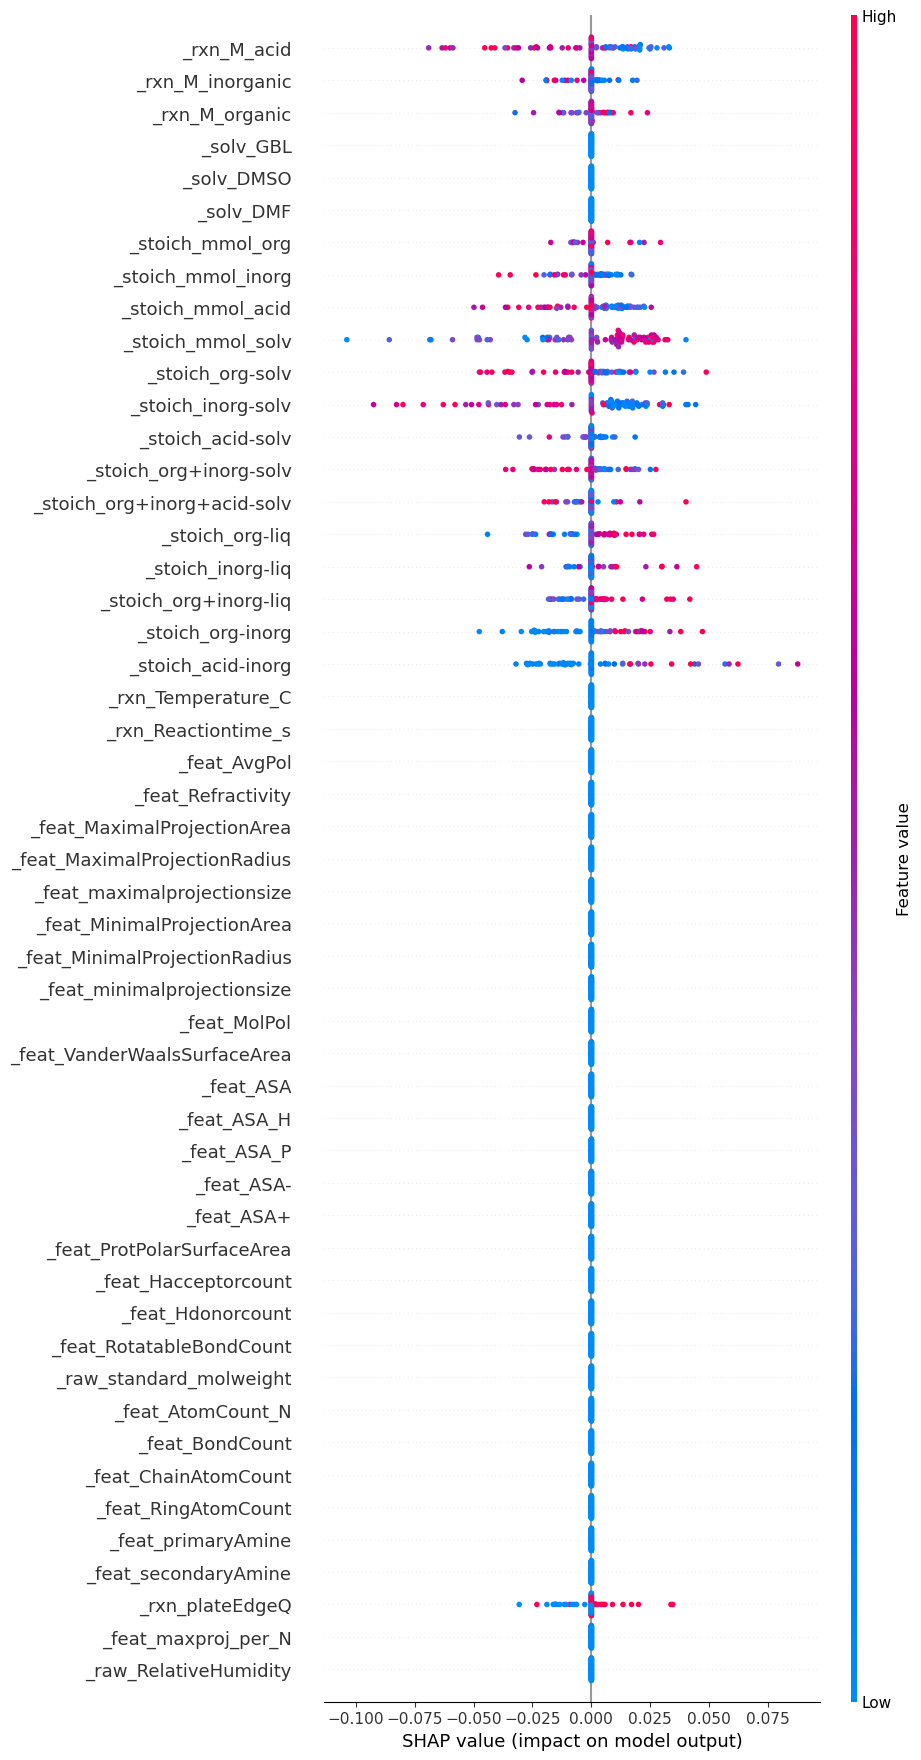 High
_rxn_M_acid
_rxn_M_inorganic
_rxn_M_organic
_solv_GBL
_solv_DMSO
_solv_DMF
_stoich_mmol_org
_stoich_mmol_inorg
_stoich_mmol_acid
_stoich_mmol_solv
_stoich_org-solv
_stoich_inorg-solv
_stoich_acid-solv
_stoich_org+inorg-solv
_stoich_org+inorg+acid-solv
_stoich_org-liq
_stoich_inorg-liq
_stoich_org+inorg-liq
_stoich_org-inorg
_stoich_acid-inorg
_rxn_Temperature_C
_rxn_Reactiontime_s
_feat_AvgPol
_feat_Refractivity
_feat_MaximalProjectionArea
_feat_MaximalProjectionRadius
_feat_maximalprojectionsize
_feat_MinimalProjectionArea
_feat_MinimalProjectionRadius
_feat_minimalprojectionsize
_feat_MolPol
_feat_VanderWaalsSurfaceArea
_feat_ASA
_feat_ASA_H
_feat_ASA_P
_feat_ASA-
_feat_ASA+
_feat_ProtPolarSurfaceArea
_feat_Hacceptorcount
_feat_Hdonorcount
_feat_RotatableBondCount
_raw_standard_molweight
_feat_AtomCount_N
_feat_BondCount
_feat_ChainAtomCount
_feat_RingAtomCount
_feat_primaryAmine
_feat_secondaryAmine
_rxn_plateEdgeQ
_feat_maxproj_per_N
_raw_RelativeHumidity
Feature value
Low
−0.100 −0.075 −0.050 −0.025 0.000 0.025 0.050 0.075
SHAP value (impact on model output)